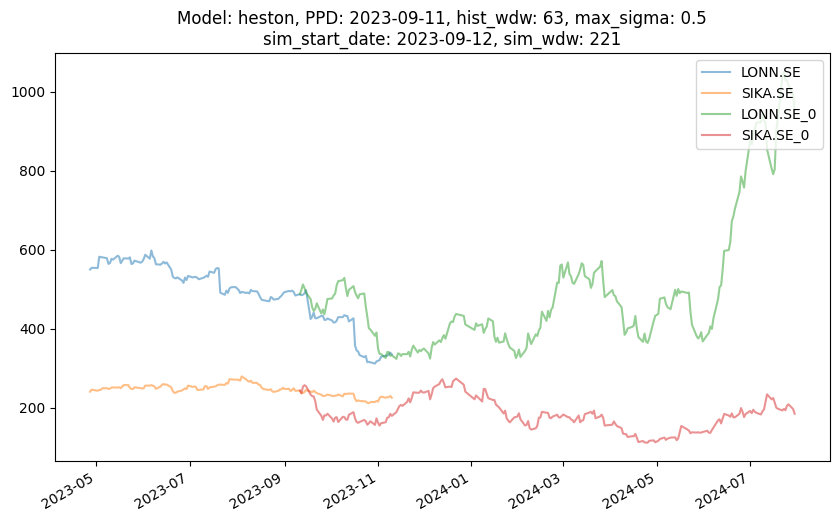 Model: heston, PPD: 2023-09-11, hist_wdw: 63, max_sigma: 0.5
sim_start_date: 2023-09-12, sim_wdw: 221
LONN.SE
SIKA.SE
LONN.SE_0
SIKA.SE_0
1000
800
600
400
200
2023-05
2023-07
2023-09
2023-11
2024-01
2024-03
2024-05
2024-07